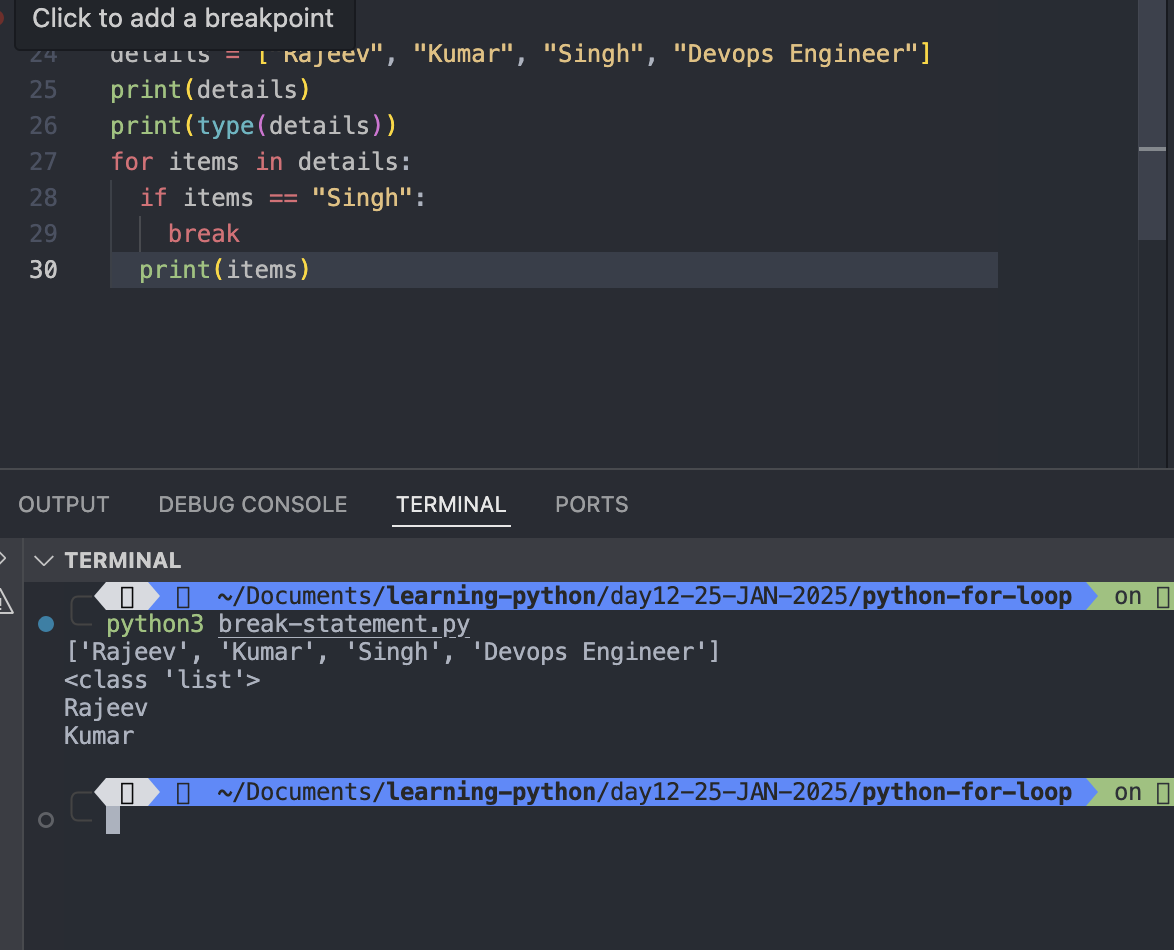 Click to add a breakpoint
24 details = ["Rajeev", "Kumar", "Singh", "Devops Engineer"]
25 print(details)
26 print(type(details))
27 for items in details:
28   if items == "Singh":
29     break
30   print(items)
OUTPUT DEBUG CONSOLE TERMINAL PORTS
TERMINAL
~/Documents/learning-python/day12-25-JAN-2025/python-for-loop on
python3 break-statement.py
['Rajeev', 'Kumar', 'Singh', 'Devops Engineer']
<class 'list'>
Rajeev
Kumar
~/Documents/learning-python/day12-25-JAN-2025/python-for-loop on